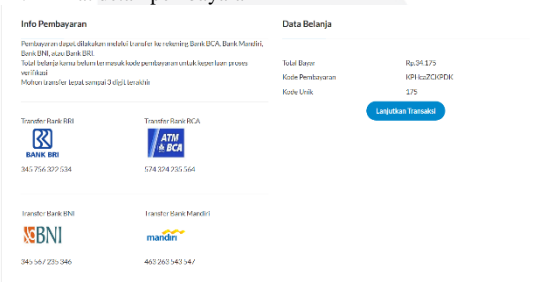 Info Pembayaran
Pembayaran dapat dilakukan melalui transfer ke rekening Bank BCA, Bank Mandiri,
Bank BNI, atau Bank BRI.
Total belanja kamu belum termasuk kode pembayaran untuk keperluan proses
verifikasi
Mohon transfer tepat sampai 3 digit terakhir
Transfer Bank BRI
BANK BRI
345 756 322 534
Transfer Bank BCA
ATM
BCA
574 324 235 564
Transfer Bank BNI
BNI
345 567 235 346
Transfer Bank Mandiri
mandiri
463 263 543 547
Data Belanja
Total Bayar Rp.34.175
Kode Pembayaran
Kode Unik 175
Lanjutkan Transaksi